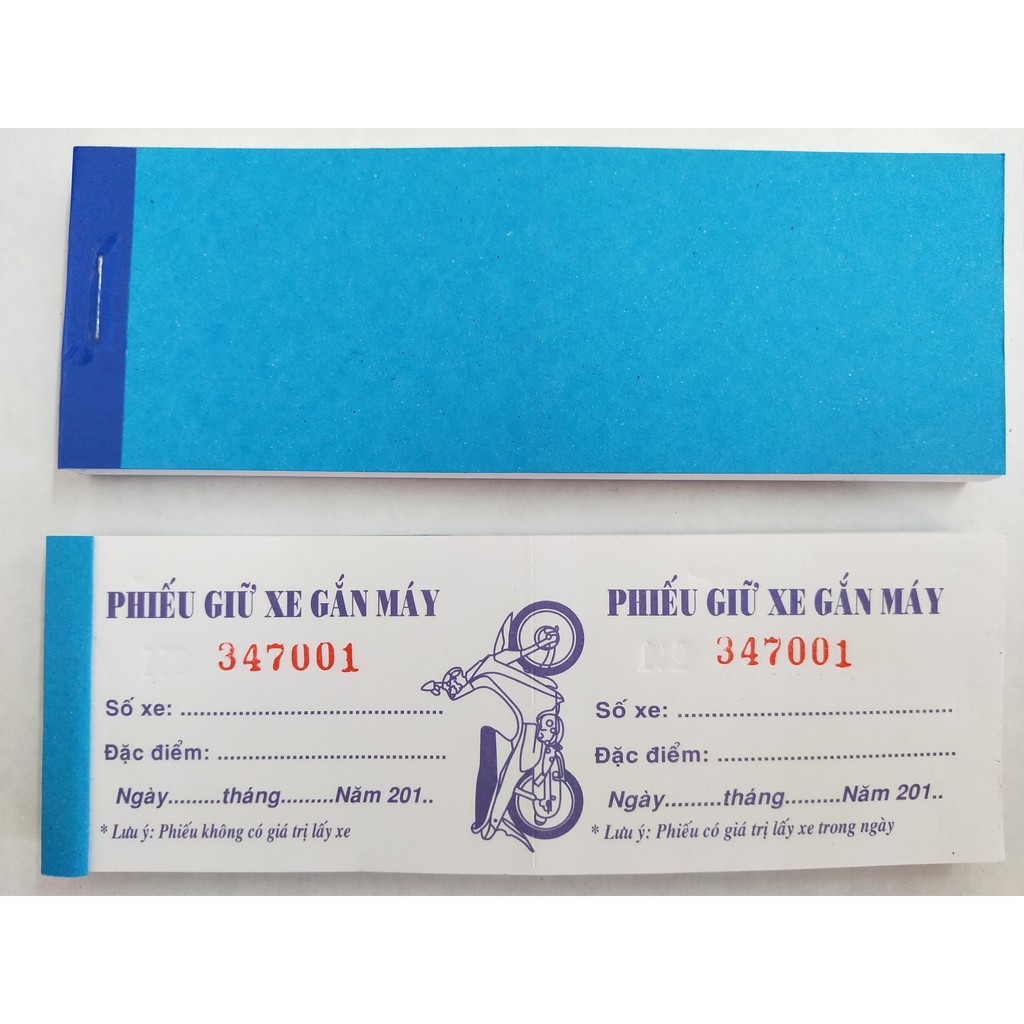 PHIẾU GIỮ XE GẮN MÁY
347001
Số xe: ............................................
Đặc điểm: ......................................
Ngày.........tháng.........Năm 201..
* Lưu ý: Phiếu không có giá trị lấy xe
PHIẾU GIỮ XE GẮN MÁY
347001
Số xe: ..............................................
Đặc điểm: ........................................
Ngày.........tháng.........Năm 201..
* Lưu ý: Phiếu có giá trị lấy xe trong ngày